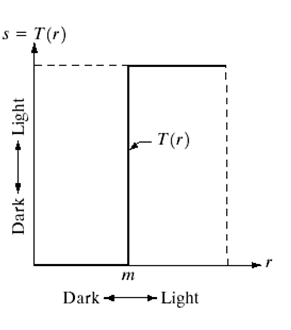 s = T(r)
Dark ↔ Light
T(r)
r
m
Dark ↔ Light